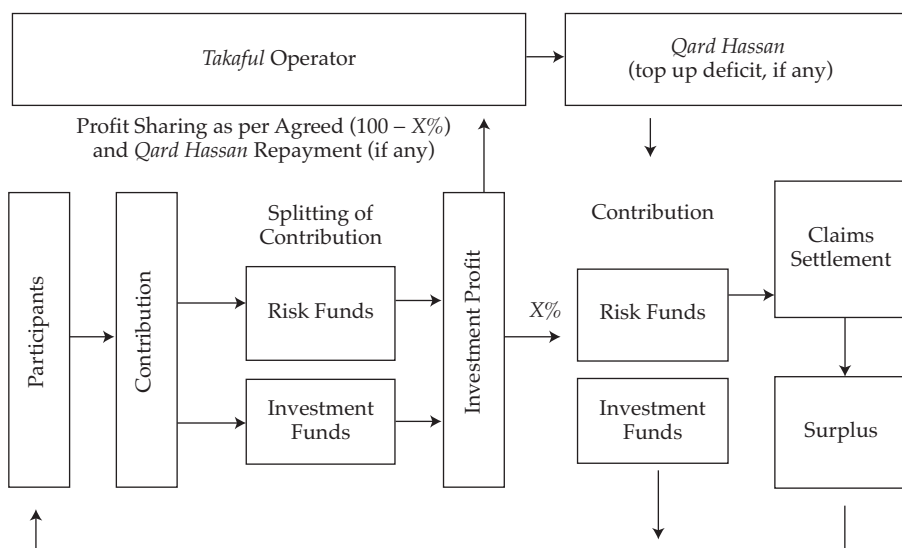 Takaful Operator
Qard Hassan
(top up deficit, if any)
Profit Sharing as per Agreed (100 – X%)
and Qard Hassan Repayment (if any)
Participants
Contribution
Splitting of
Contribution
Risk Funds
Investment
Funds
Investment Profit
X%
Contribution
Risk Funds
Investment
Funds
Claims
Settlement
Surplus